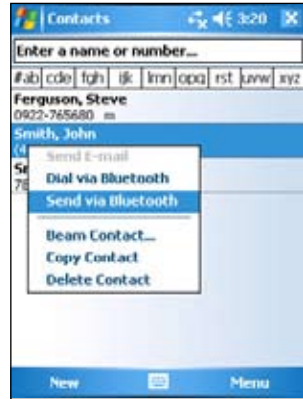 Contacts 3:20
Enter a name or number...
#ab cde fgh ijk lmn opq rst uvw xyz
Ferguson, Steve
0922-765680 m
Smith, John
(4
Send E-mail
Dial via Bluetooth
Send via Bluetooth
Beam Contact...
Copy Contact
Delete Contact
New Menu